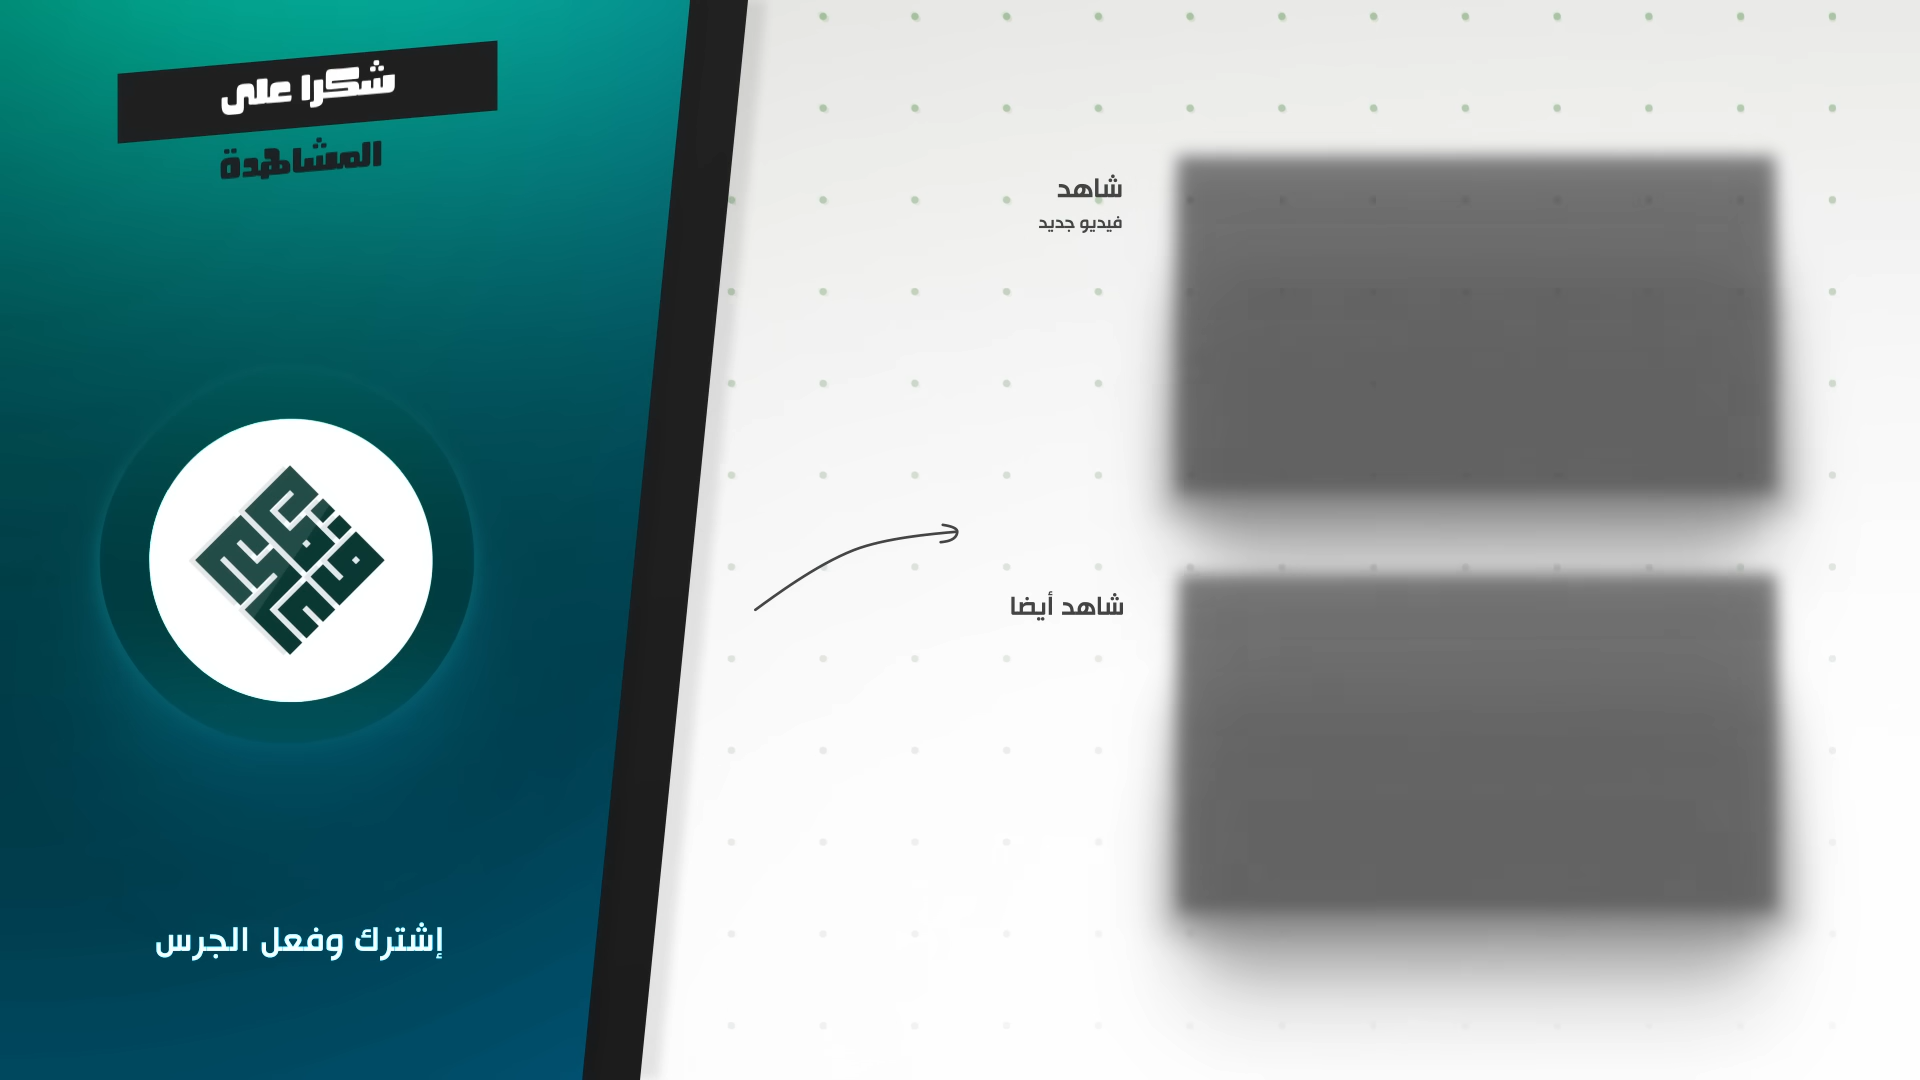 شكرا على
المشاهدة
شاهد
فيديو جديد
شاهد أيضا
إشترك وفعل الجرس